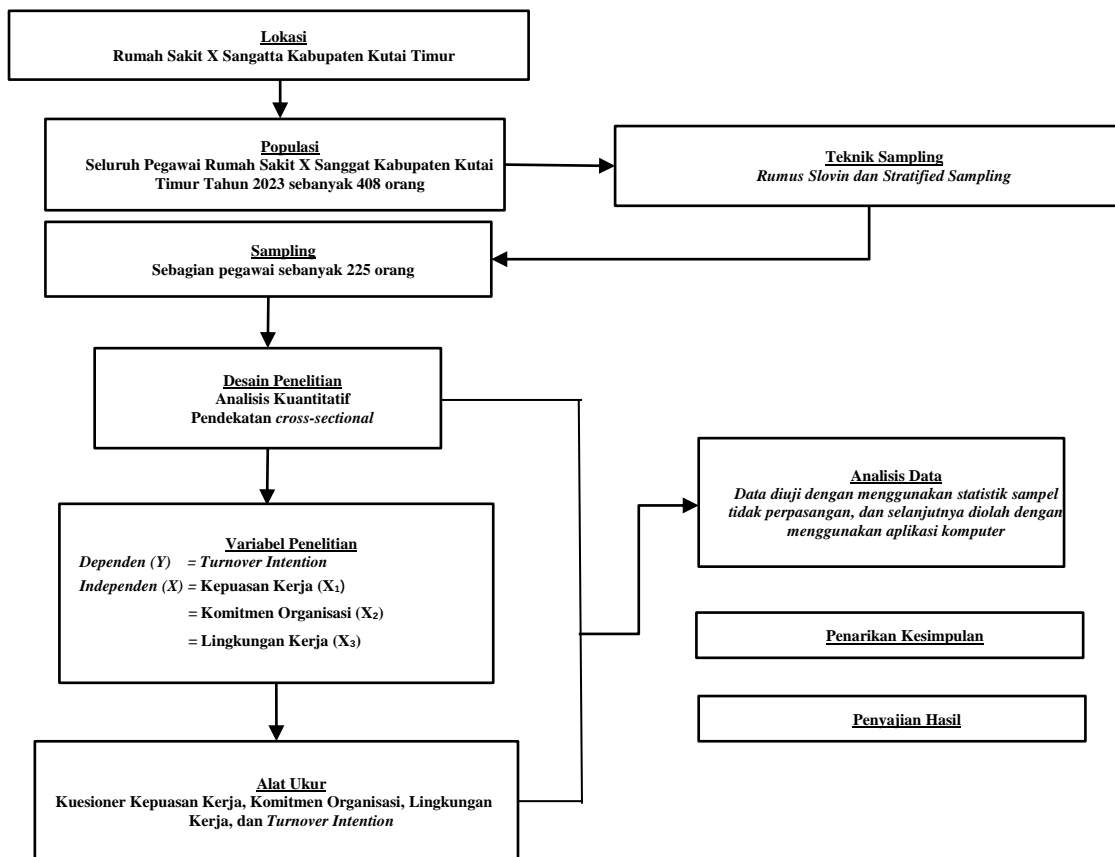 Lokasi
Rumah Sakit X Sangatta Kabupaten Kutai Timur
Populasi
Seluruh Pegawai Rumah Sakit X Sanggat Kabupaten Kutai
Timur Tahun 2023 sebanyak 408 orang
Teknik Sampling
Rumus Slovin dan Stratified Sampling
Sampling
Sebagian pegawai sebanyak 225 orang
Desain Penelitian
Analisis Kuantitatif
Pendekatan cross-sectional
Variabel Penelitian
Dependen (Y) = Turnover Intention
Independen (X) = Kepuasan Kerja (X₁)
= Komitmen Organisasi (X₂)
= Lingkungan Kerja (X₃)
Alat Ukur
Kuesioner Kepuasan Kerja, Komitmen Organisasi, Lingkungan
Kerja, dan Turnover Intention
Analisis Data
Data diuji dengan menggunakan statistik sampel
tidak perpasangan, dan selanjutnya diolah dengan
menggunakan aplikasi komputer
Penarikan Kesimpulan
Penyajian Hasil